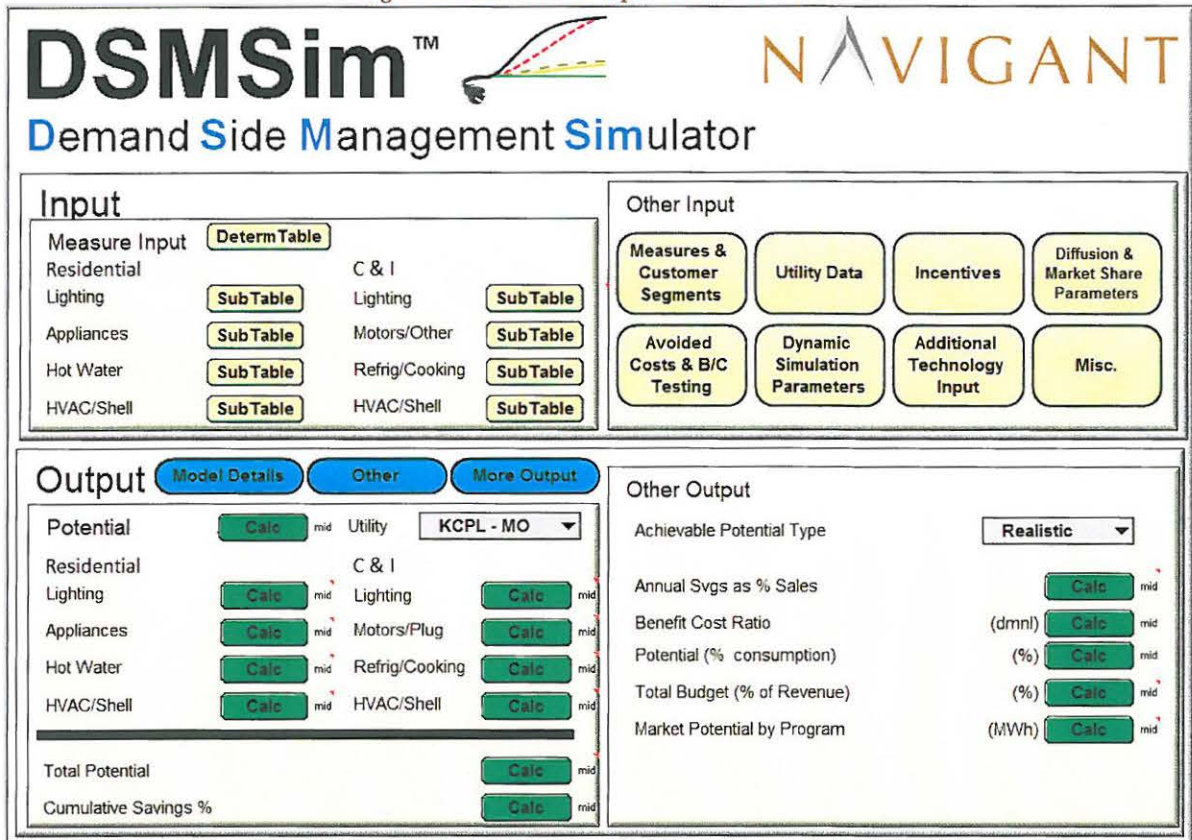 DSMSim™
NAVIGANT
Demand Side Management Simulator
Input
Measure Input DetermTable
Residential C & I
Lighting SubTable Lighting SubTable
Appliances SubTable Motors/Other SubTable
Hot Water SubTable Refrig/Cooking SubTable
HVAC/Shell SubTable HVAC/Shell SubTable
Other Input
Measures & Customer Segments
Utility Data
Incentives
Diffusion & Market Share Parameters
Avoided Costs & B/C Testing
Dynamic Simulation Parameters
Additional Technology Input
Misc.
Output Model Details Other More Output
Potential Calc mid Utility KCPL - MO
Residential C & I
Lighting Calc mid Lighting Calc mid
Appliances Calc mid Motors/Plug Calc mid
Hot Water Calc mid Refrig/Cooking Calc mid
HVAC/Shell Calc mid HVAC/Shell Calc mid
Total Potential Calc mid
Cumulative Savings % Calc mid
Other Output
Achievable Potential Type Realistic
Annual Svgs as % Sales Calc mid
Benefit Cost Ratio (dmnl) Calc mid
Potential (% consumption) (%) Calc mid
Total Budget (% of Revenue) (%) Calc mid
Market Potential by Program (MWh) Calc mid